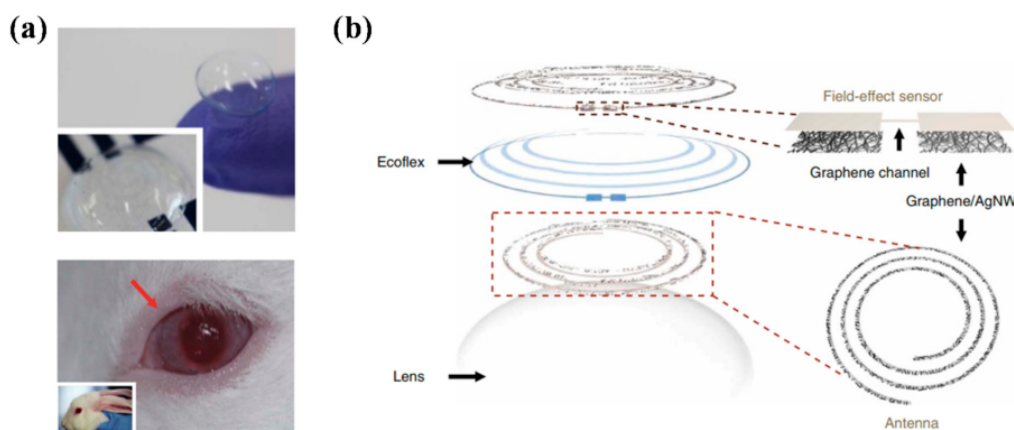 (a)
(b)
Field-effect sensor
Ecoflex
Graphene channel
Graphene/AgNW
Lens
Antenna